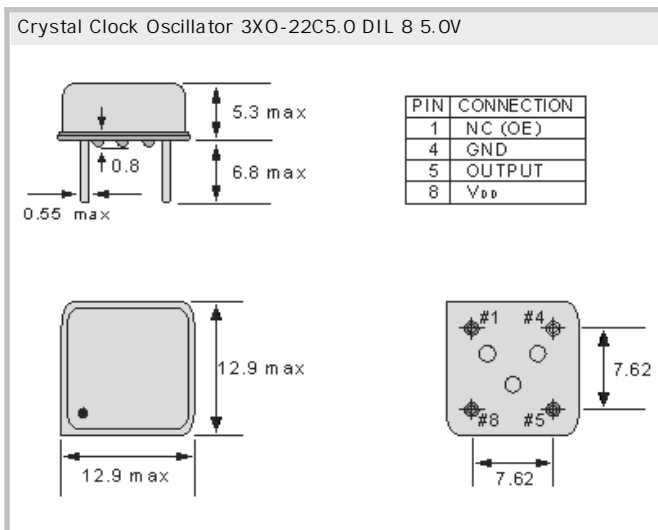 Crystal Clock Oscillator 3XO-22C5.0 DIL 8 5.0V
5.3 max
0.8
6.8 max
0.55 max
PIN CONNECTION
1 NC (OE)
4 GND
5 OUTPUT
8 VDD
12.9 max
12.9 max
#1 #4
7.62
#8 #5
7.62